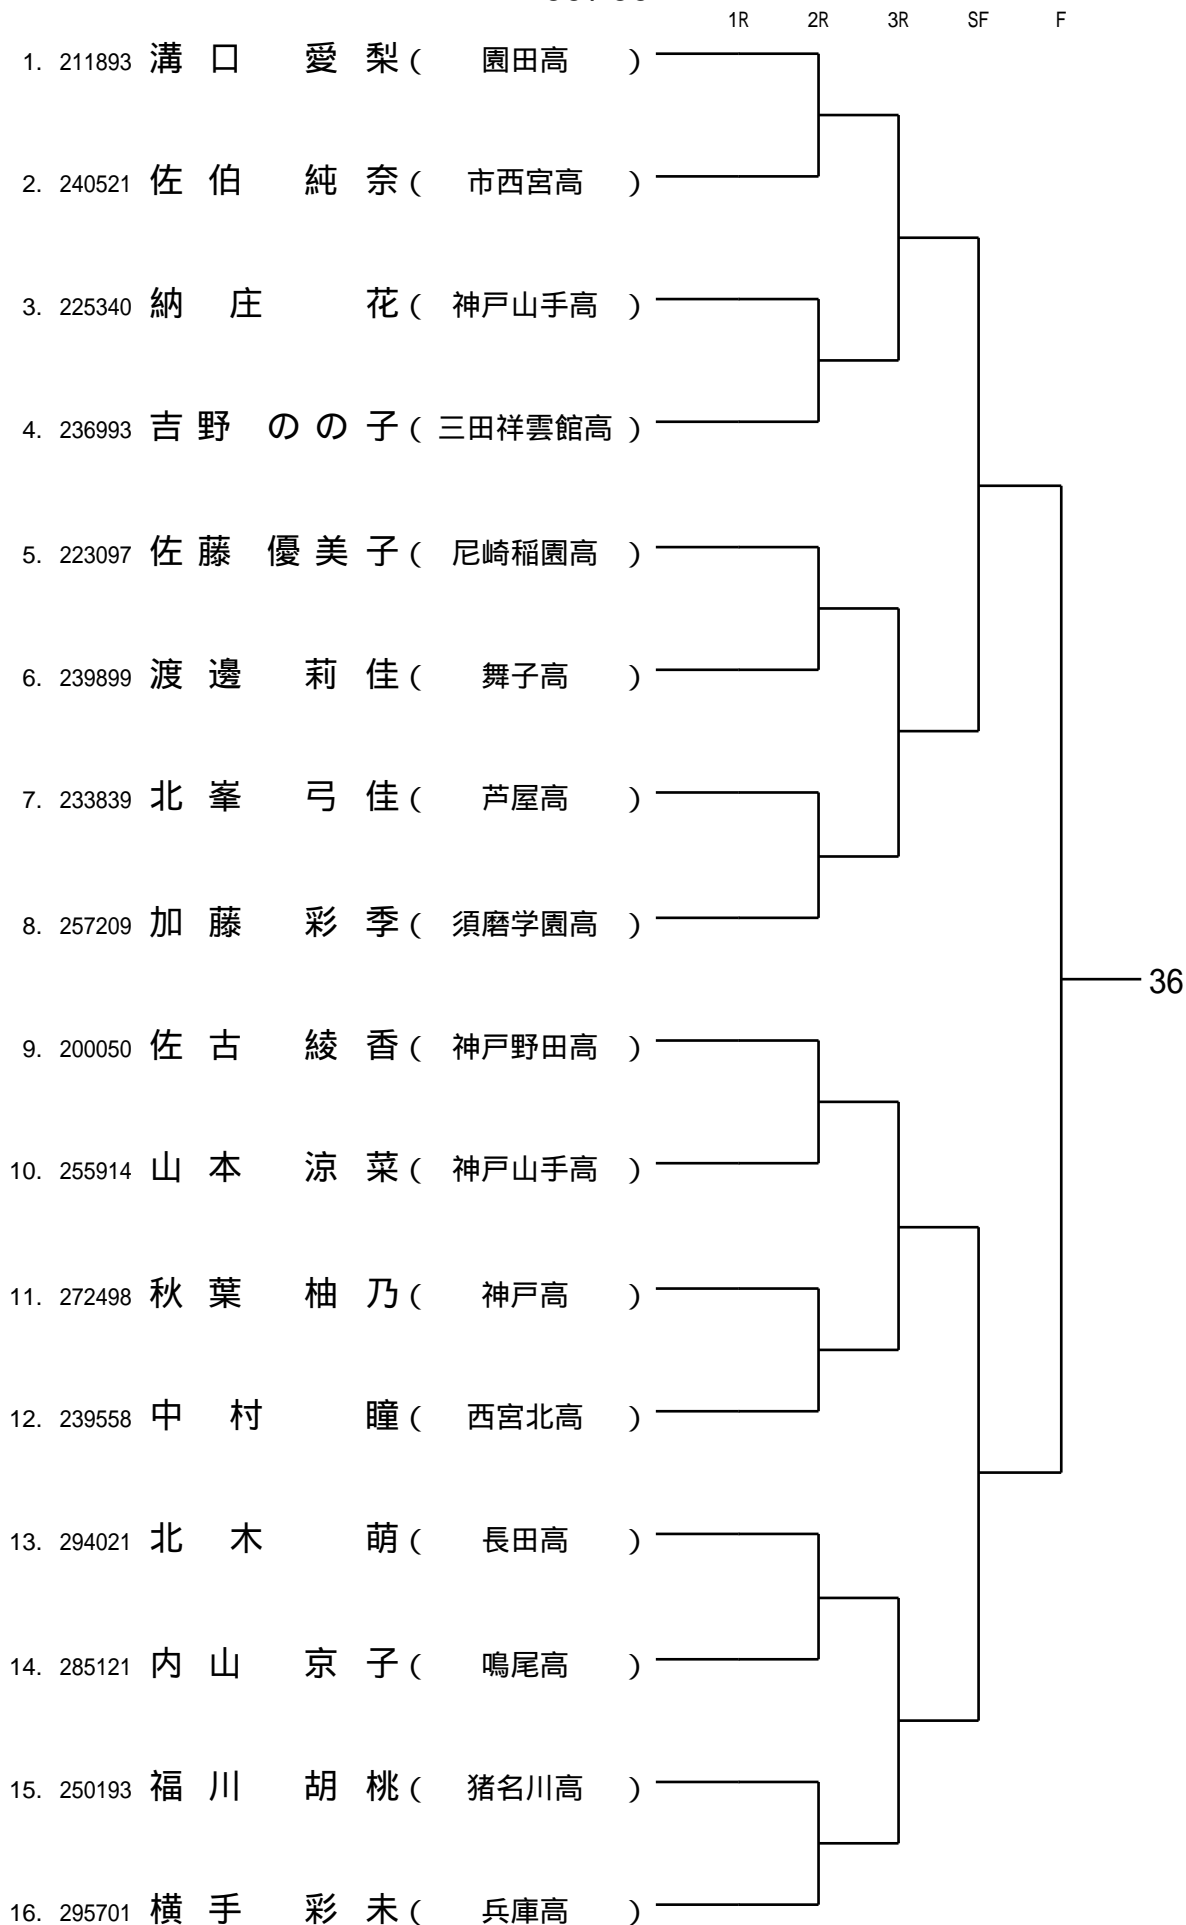 1R 2R 3R SF F
1. 211893 溝口 愛梨 ( 園田高 )
2. 240521 佐伯 純奈 ( 市西宮高 )
3. 225340 納庄 花 ( 神戸山手高 )
4. 236993 吉野 のの子 ( 三田祥雲館高 )
5. 223097 佐藤 優美子 ( 尼崎稲園高 )
6. 239899 渡邊 莉佳 ( 舞子高 )
7. 233839 北峯 弓佳 ( 芦屋高 )
8. 257209 加藤 彩季 ( 須磨学園高 )
36
9. 200050 佐古 綾香 ( 神戸野田高 )
10. 255914 山本 涼菜 ( 神戸山手高 )
11. 272498 秋葉 柚乃 ( 神戸高 )
12. 239558 中村 瞳 ( 西宮北高 )
13. 294021 北木 萌 ( 長田高 )
14. 285121 内山 京子 ( 鳴尾高 )
15. 250193 福川 胡桃 ( 猪名川高 )
16. 295701 横手 彩未 ( 兵庫高 )